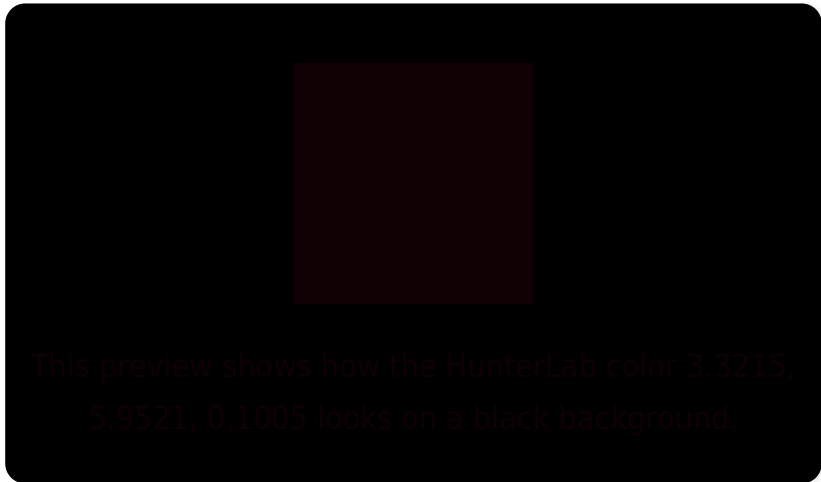 This preview shows how the HunterLab color 3.3215,
5.9521, 0.1005 looks on a black background.